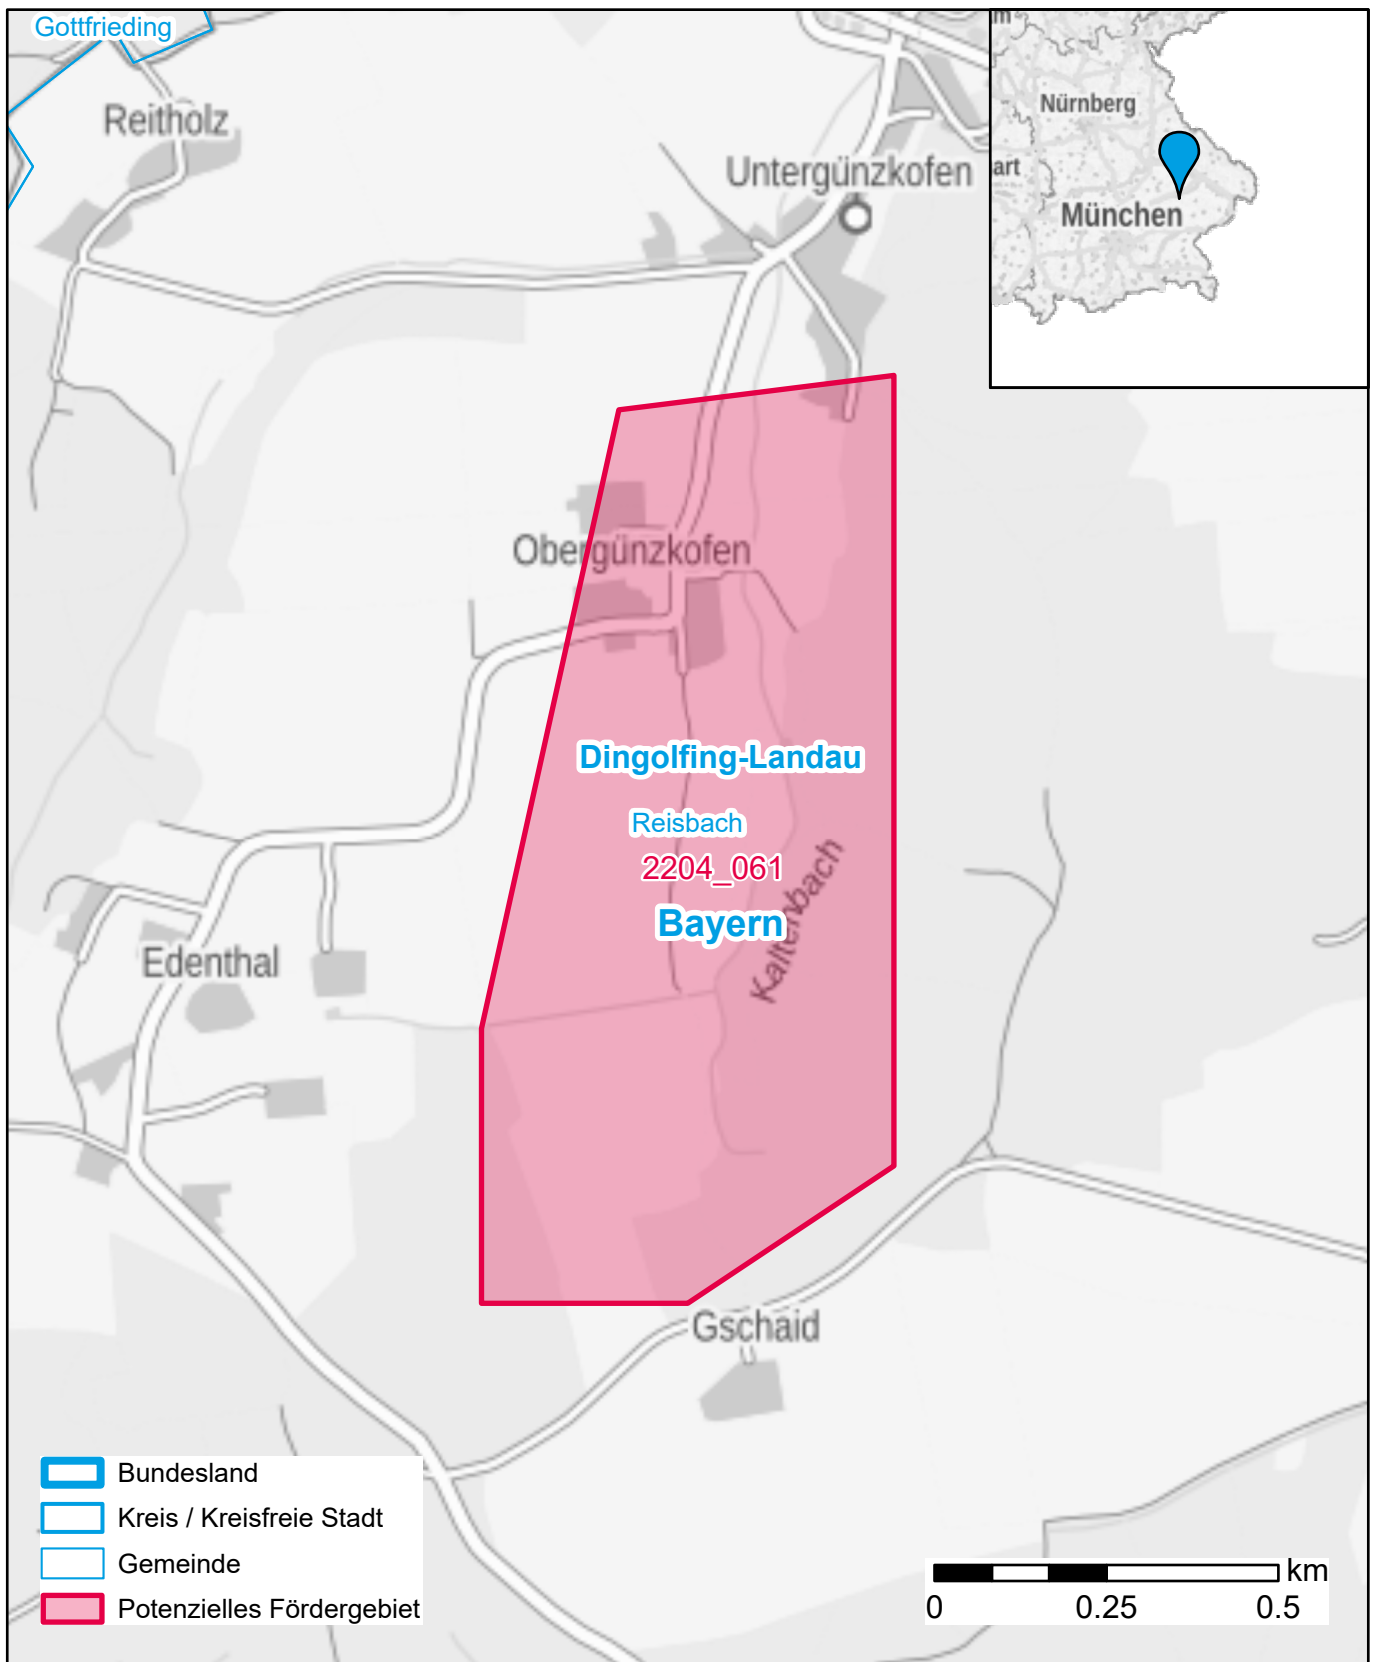 Gottfrieding
Reitholz
Untergünzkofen
m
Nürnberg
art
München
Obergünzkofen
Dingolfing-Landau
Reisbach
2204_061
Bayern
Kaltenbach
Edenthal
Gschaid
Bundesland
Kreis / Kreisfreie Stadt
Gemeinde
Potenzielles Fördergebiet
km
0 0.25 0.5